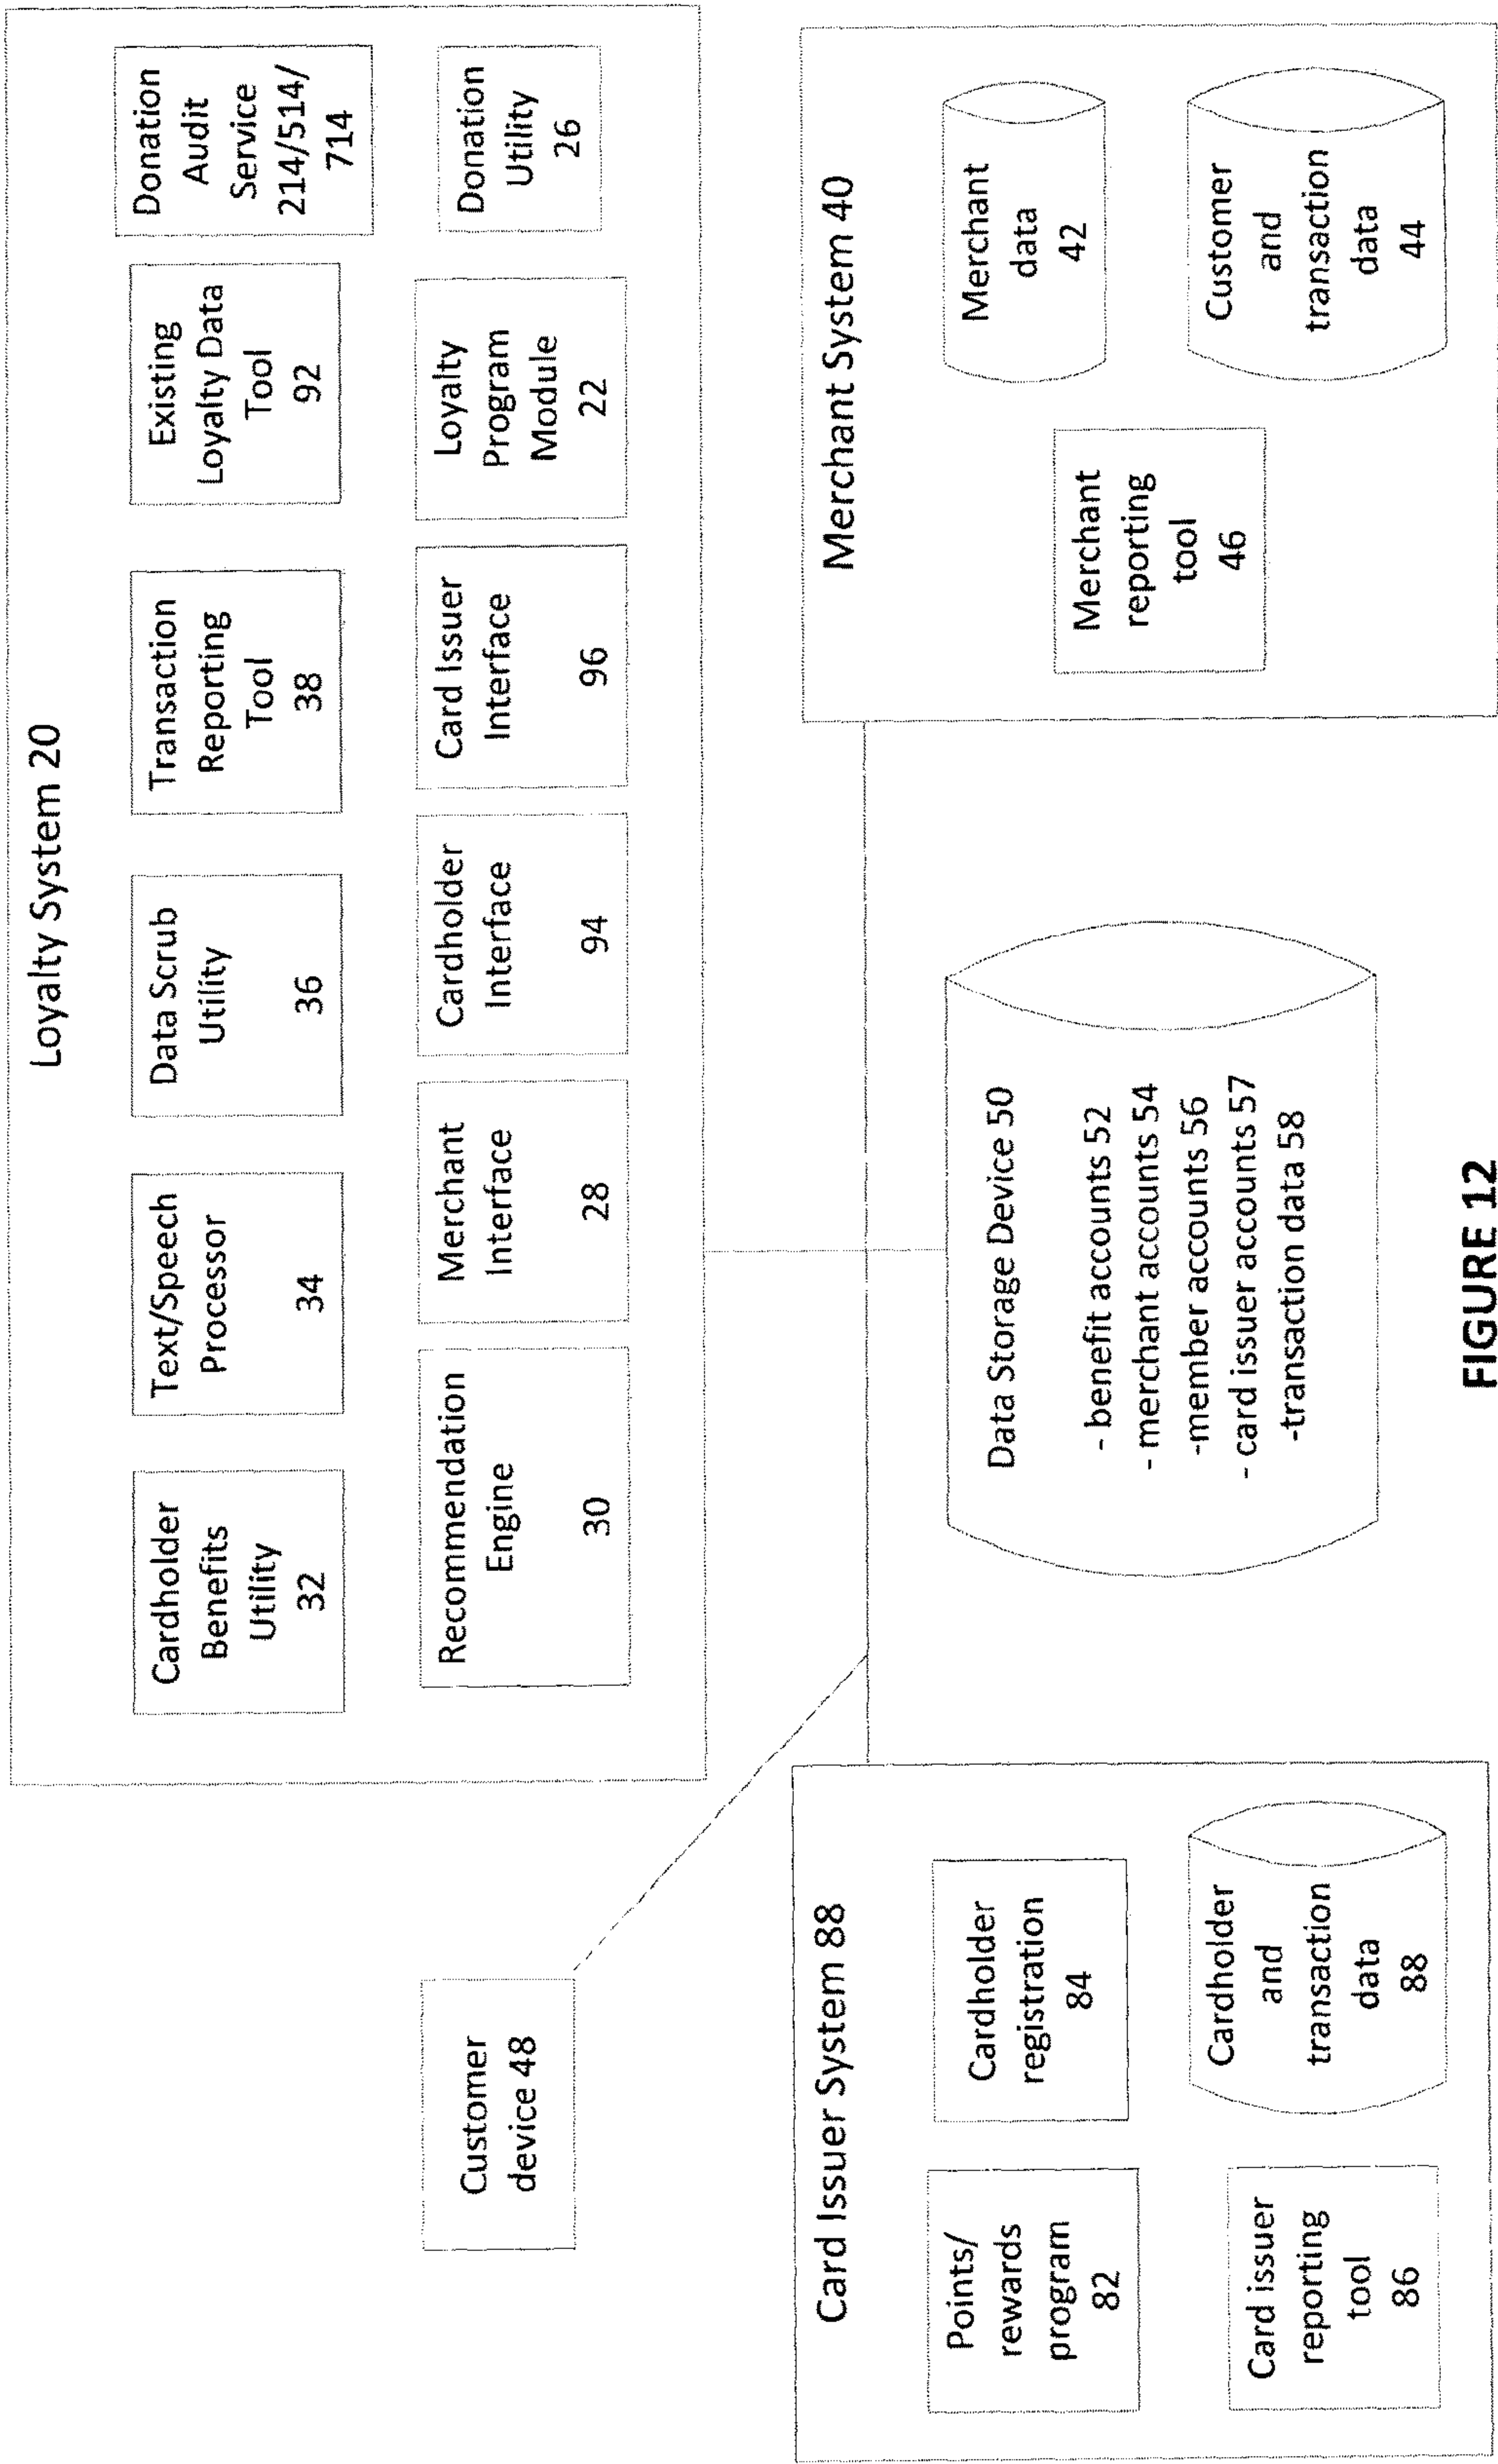 Loyalty System 20
Cardholder
Benefits
Utility
32
Text/Speech
Processor
34
Data Scrub
Utility
36
Transaction
Reporting
Tool
38
Existing
Loyalty Data
Tool
92
Donation
Audit
Service
214/514/
714
Recommendation
Engine
30
Merchant
Interface
28
Cardholder
Interface
94
Card Issuer
Interface
96
Loyalty
Program
Module
22
Donation
Utility
26
Customer
device 48
Card Issuer System 88
Points/
rewards
program
82
Cardholder
registration
84
Card issuer
reporting
tool
86
Cardholder
and
transaction
data
88
Data Storage Device 50
- benefit accounts 52
- merchant accounts 54
-member accounts 56
- card issuer accounts 57
-transaction data 58
Merchant System 40
Merchant
reporting
tool
46
Merchant
data
42
Customer
and
transaction
data
44
FIGURE 12